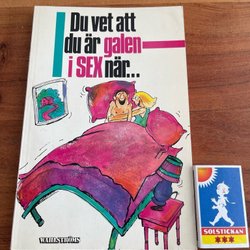 Du vet att
du är galen
i SEX när...
WAHLSTRÖMS
SOLSTICKAN